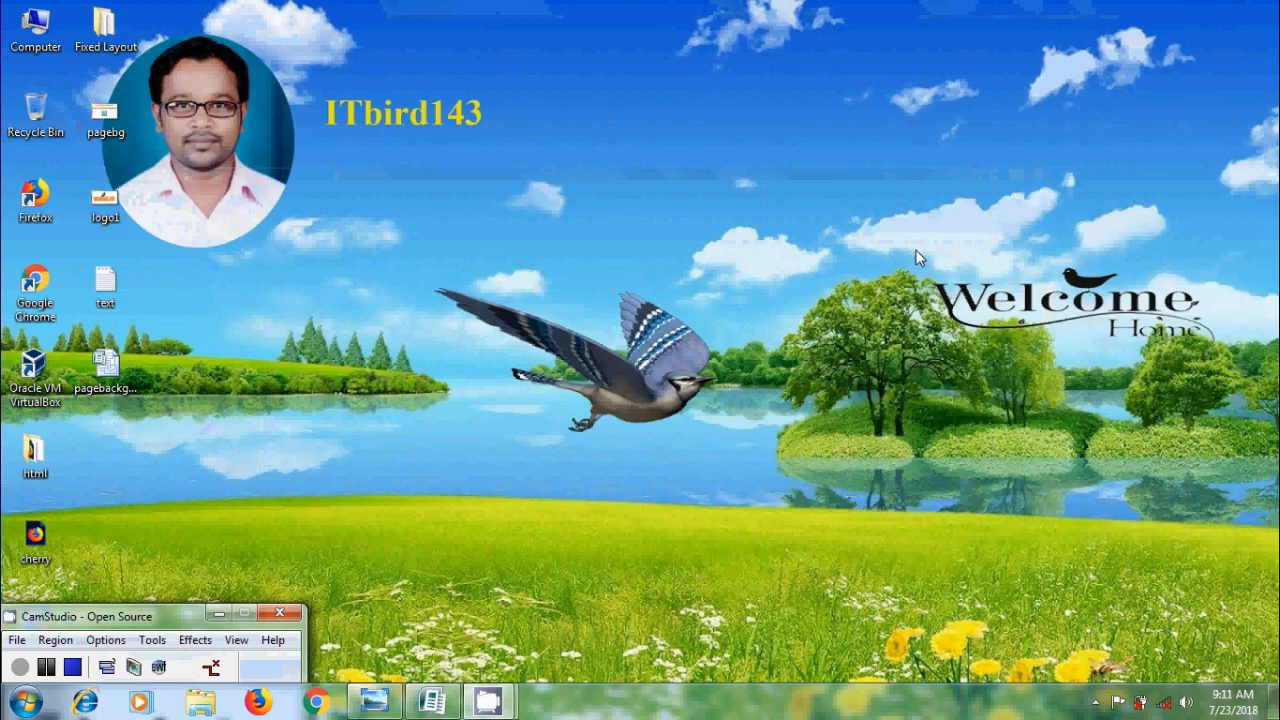 Computer
Fixed Layout
Recycle Bin
pagebg
Firefox
logo1
Google
Chrome
text
Oracle VM
VirtualBox
pagebackg...
html
cherry
ITbird143
Welcome
Home
CamStudio - Open Source
File Region Options Tools Effects View Help
9:11 AM
7/23/2018